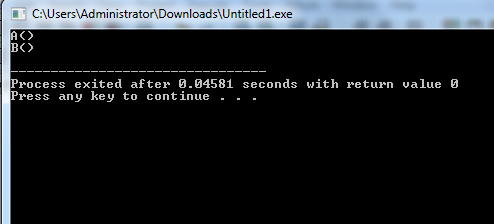 C:\Users\Administrator\Downloads\Untitled1.exe
A()
B()
--------------------------------
Process exited after 0.04581 seconds with return value 0
Press any key to continue . . .